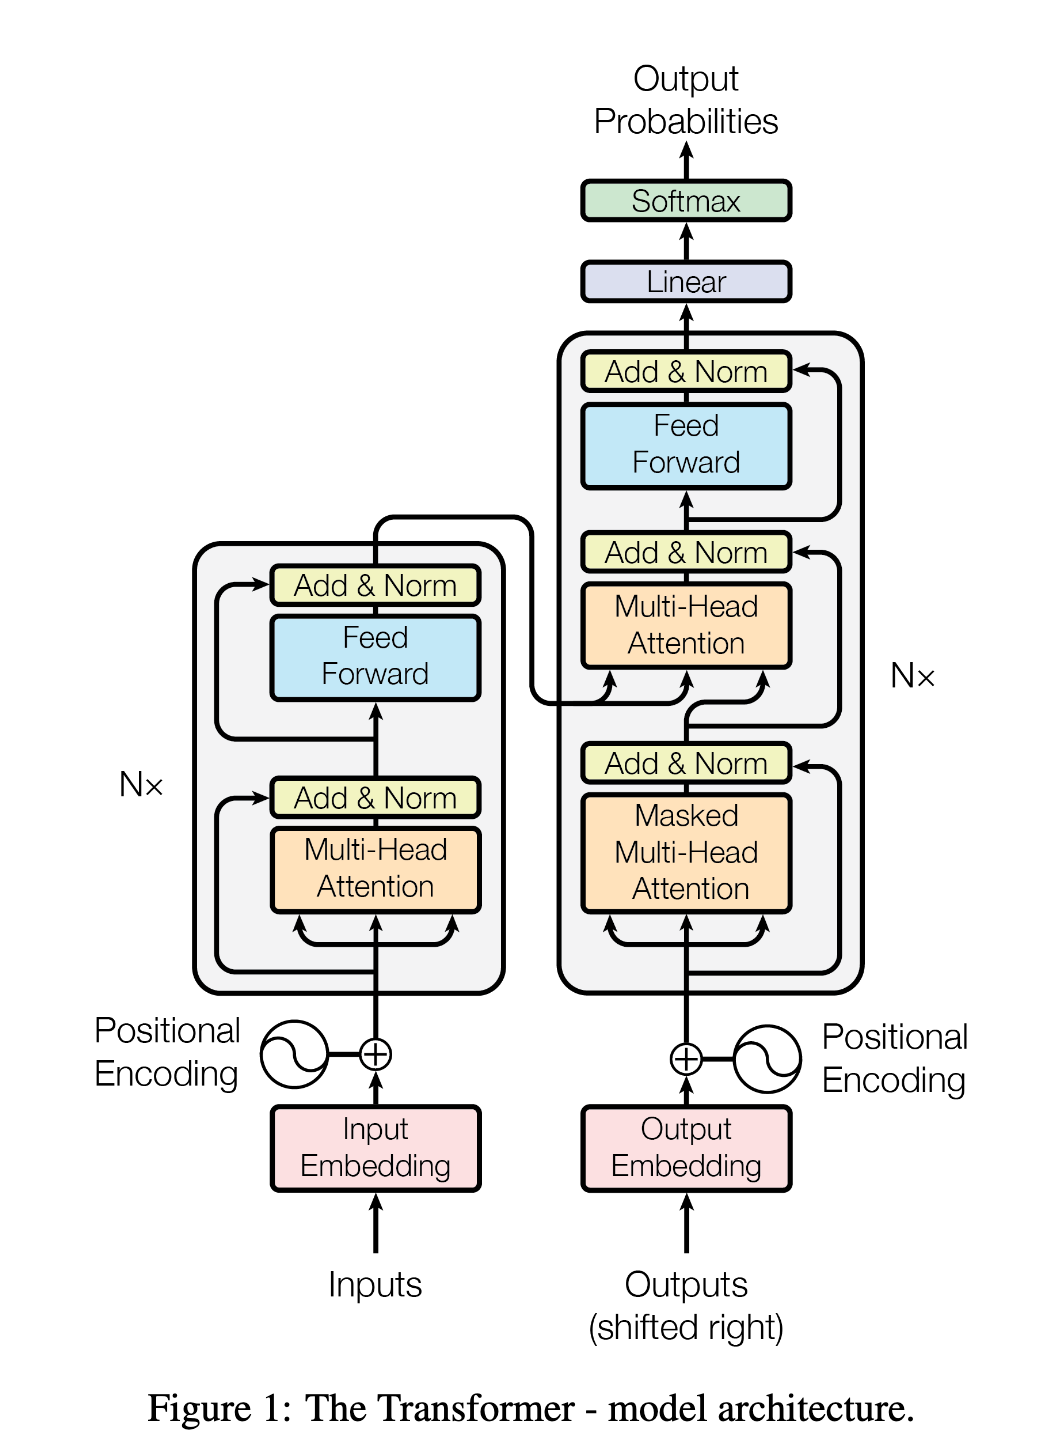 Output
Probabilities
Softmax
Linear
Add & Norm
Feed
Forward
Add & Norm
Multi-Head
Attention
N×
Add & Norm
Masked
Multi-Head
Attention
Add & Norm
Feed
Forward
N×
Add & Norm
Multi-Head
Attention
Positional
Encoding
Positional
Encoding
Input
Embedding
Output
Embedding
Inputs
Outputs
(shifted right)
Figure 1: The Transformer - model architecture.